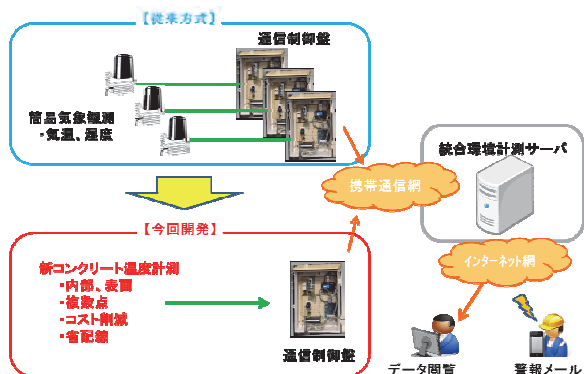 【従来方式】
通信制御盤
簡易気象観測
・気温、湿度
携帯通信網
統合環境計測サーバ
【今回開発】
新コンクリート温度計測
・内部、表面
・複数点
・コスト削減
・省配線
通信制御盤
インターネット網
データ閲覧
警報メール